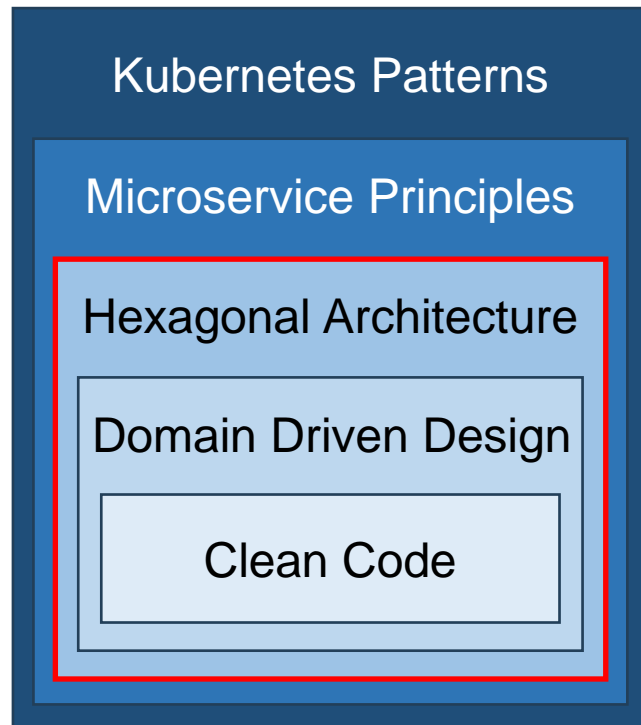 Kubernetes Patterns
Microservice Principles
Hexagonal Architecture
Domain Driven Design
Clean Code